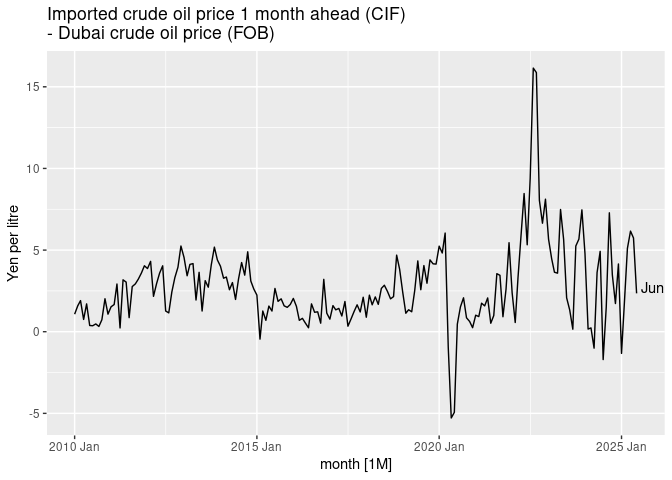 Imported crude oil price 1 month ahead (CIF)
- Dubai crude oil price (FOB)
15
10
5
0
-5
Yen per litre
Jun
2010 Jan
2015 Jan
2020 Jan
2025 Jan
month [1M]